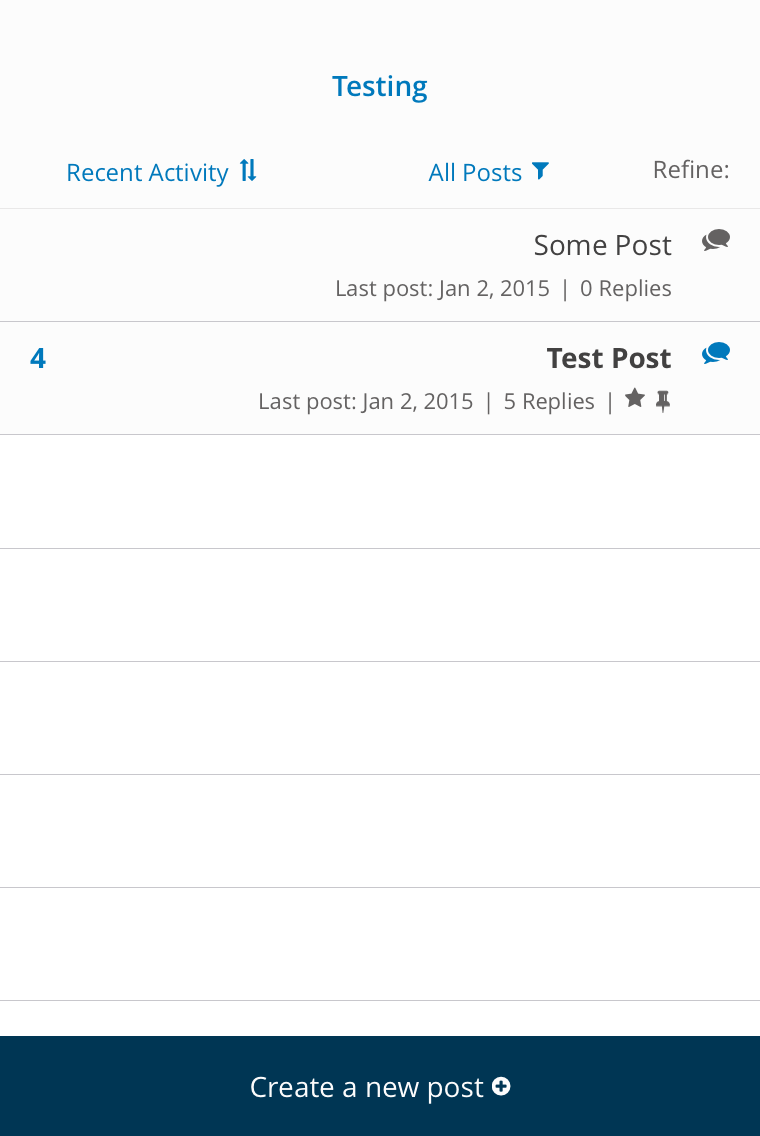 Testing
Recent Activity All Posts Refine:
Some Post
Last post: Jan 2, 2015 | 0 Replies
4 Test Post
Last post: Jan 2, 2015 | 5 Replies |
Create a new post